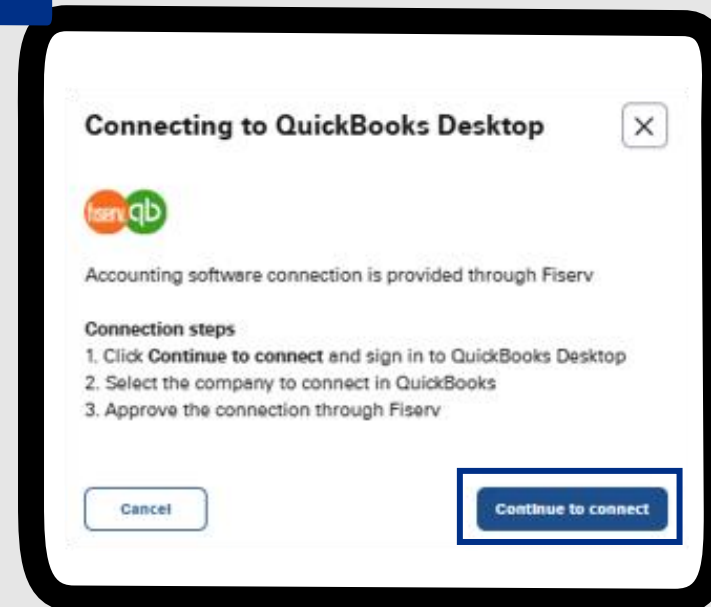 Connecting to QuickBooks Desktop
fiserv. qb
Accounting software connection is provided through Fiserv
Connection steps
1. Click Continue to connect and sign in to QuickBooks Desktop
2. Select the company to connect in QuickBooks
3. Approve the connection through Fiserv
Cancel
Continue to connect